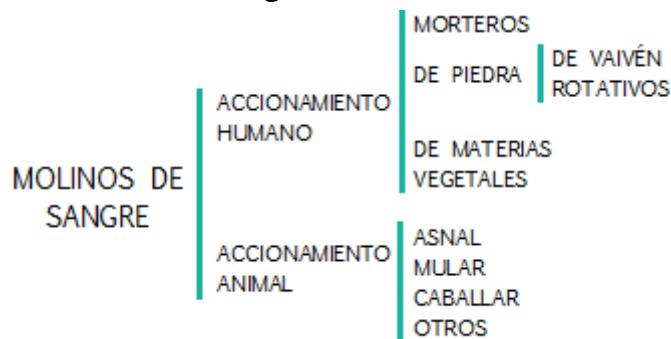 MOLINOS DE
SANGRE
ACCIONAMIENTO
HUMANO
MORTEROS
DE PIEDRA
DE VAIVÉN
ROTATIVOS
DE MATERIAS
VEGETALES
ACCIONAMIENTO
ANIMAL
ASNAL
MULAR
CABALLAR
OTROS